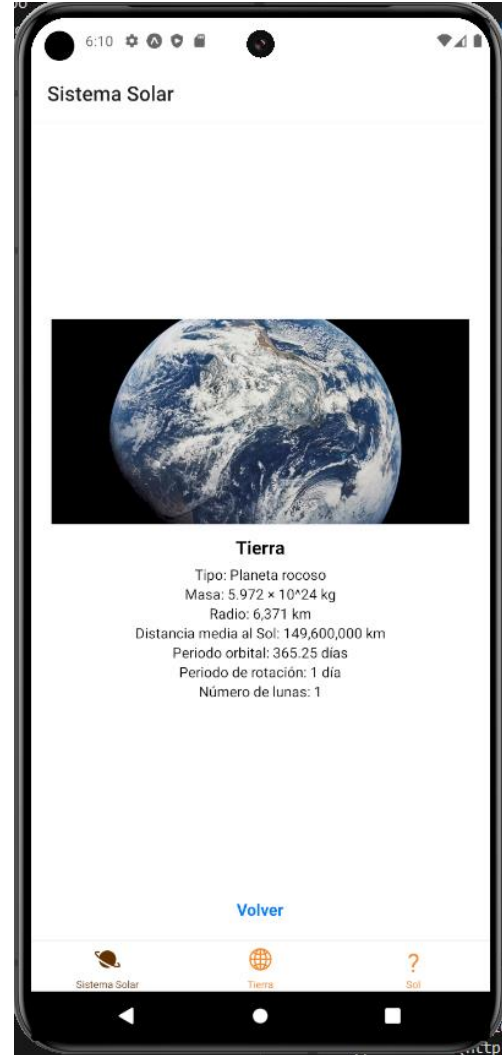 6:10
Sistema Solar
Tierra
Tipo: Planeta rocoso
Masa: 5.972 × 10^24 kg
Radio: 6,371 km
Distancia media al Sol: 149,600,000 km
Periodo orbital: 365.25 días
Periodo de rotación: 1 día
Número de lunas: 1
Volver
?
Sistema Solar Tierra Sol